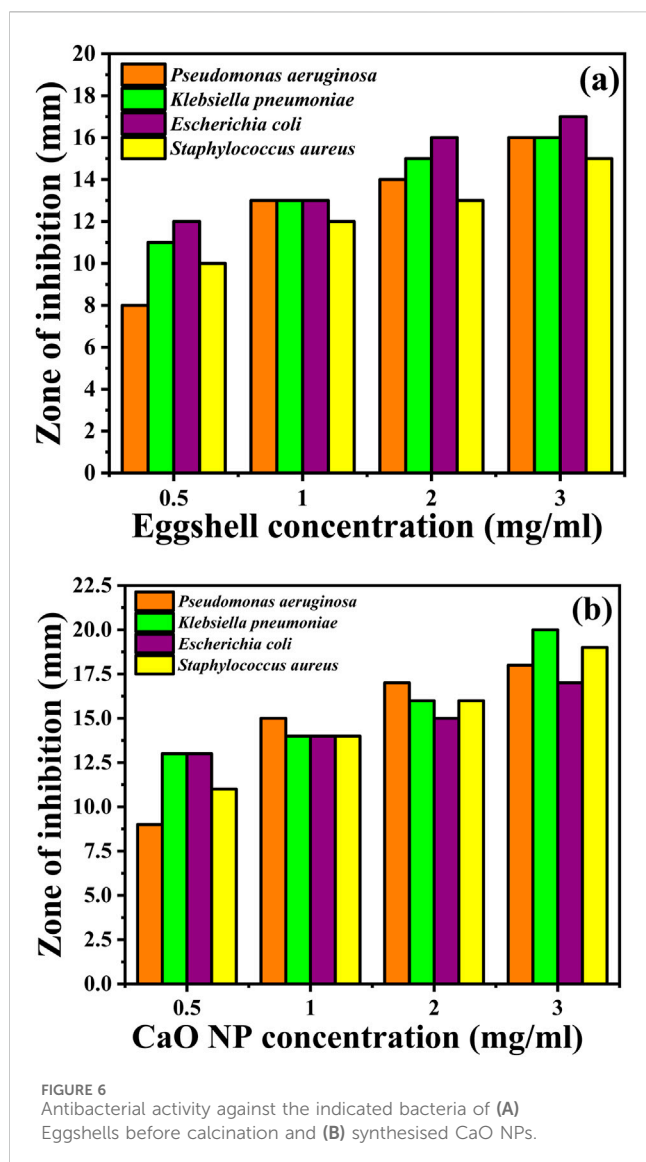 20
18
16
14
12
10
8
6
4
2
0
Zone of inhibition (mm)
Pseudomonas aeruginosa
Klebsiella pneumoniae
Escherichia coli
Staphylococcus aureus
(a)
0.5 1 2 3
Eggshell concentration (mg/ml)
22.5
20.0
17.5
15.0
12.5
10.0
7.5
5.0
2.5
0.0
Zone of inhibition (mm)
Pseudomonas aeruginosa
Klebsiella pneumoniae
Escherichia coli
Staphylococcus aureus
(b)
0.5 1 2 3
CaO NP concentration (mg/ml)
FIGURE 6
Antibacterial activity against the indicated bacteria of (A)
Eggshells before calcination and (B) synthesised CaO NPs.